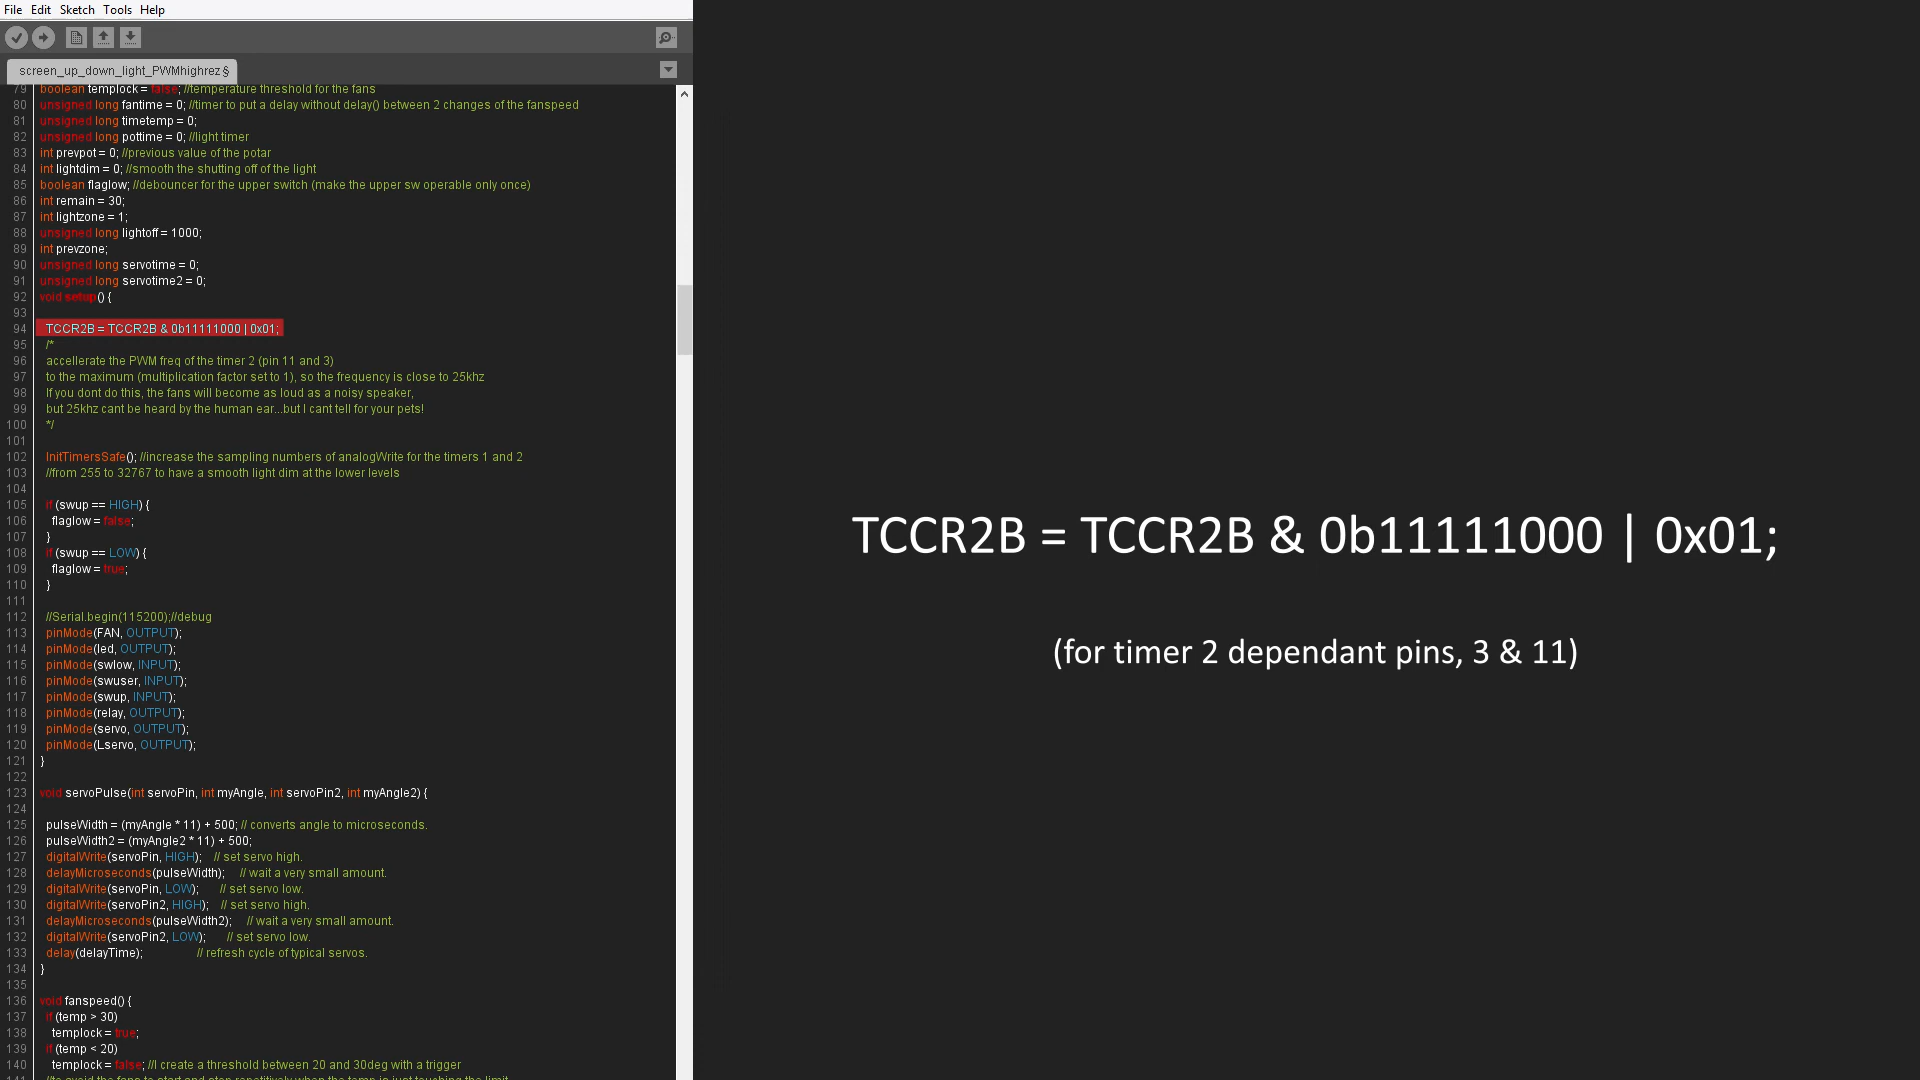 File Edit Sketch Tools Help
screen_up_down_light_PWMhighrez §
79 boolean templock = false; //temperature threshold for the fans
80 unsigned long fantime = 0; //timer to put a delay without delay() between 2 changes of the fanspeed
81 unsigned long timetemp = 0;
82 unsigned long pottime = 0; //light timer
83 int prevpot = 0; //previous value of the potar
84 int lightdim = 0; //smooth the shutting off of the light
85 boolean flaglow; //debouncer for the upper switch (make the upper sw operable only once)
86 int remain = 30;
87 int lightzone = 1;
88 unsigned long lightoff = 1000;
89 int prevzone;
90 unsigned long servotime = 0;
91 unsigned long servotime2 = 0;
92 void setup() {
93
94 TCCR2B = TCCR2B & 0b11111000 | 0x01;
95 /*
96 accellerate the PWM freq of the timer 2 (pin 11 and 3)
97 to the maximum (multiplication factor set to 1), so the frequency is close to 25khz
98 If you dont do this, the fans will become as loud as a noisy speaker,
99 but 25khz cant be heard by the human ear...but I cant tell for your pets!
100 */
101
102 InitTimersSafe(); //increase the sampling numbers of analogWrite for the timers 1 and 2
103 //from 255 to 32767 to have a smooth light dim at the lower levels
104
105 if (swup == HIGH) {
106 flaglow = false;
107 }
108 if (swup == LOW) {
109 flaglow = true;
110 }
111
112 //Serial.begin(115200);//debug
113 pinMode(FAN, OUTPUT);
114 pinMode(led, OUTPUT);
115 pinMode(swlow, INPUT);
116 pinMode(swuser, INPUT);
117 pinMode(swup, INPUT);
118 pinMode(relay, OUTPUT);
119 pinMode(servo, OUTPUT);
120 pinMode(Lservo, OUTPUT);
121 }
122
123 void servoPulse(int servoPin, int myAngle, int servoPin2, int myAngle2) {
124
125 pulseWidth = (myAngle * 11) + 500; // converts angle to microseconds.
126 pulseWidth2 = (myAngle2 * 11) + 500;
127 digitalWrite(servoPin, HIGH); // set servo high.
128 delayMicroseconds(pulseWidth); // wait a very small amount.
129 digitalWrite(servoPin, LOW); // set servo low.
130 digitalWrite(servoPin2, HIGH); // set servo high.
131 delayMicroseconds(pulseWidth2); // wait a very small amount.
132 digitalWrite(servoPin2, LOW); // set servo low.
133 delay(delayTime); // refresh cycle of typical servos.
134 }
135
136 void fanspeed() {
137 if (temp > 30)
138 templock = true;
139 if (temp < 20)
140 templock = false; //I create a threshold between 20 and 30deg with a trigger
141 //to avoid the fans to start and stop repetitively when the temp is just touching the limit
TCCR2B = TCCR2B & 0b11111000 | 0x01;
(for timer 2 dependant pins, 3 & 11)